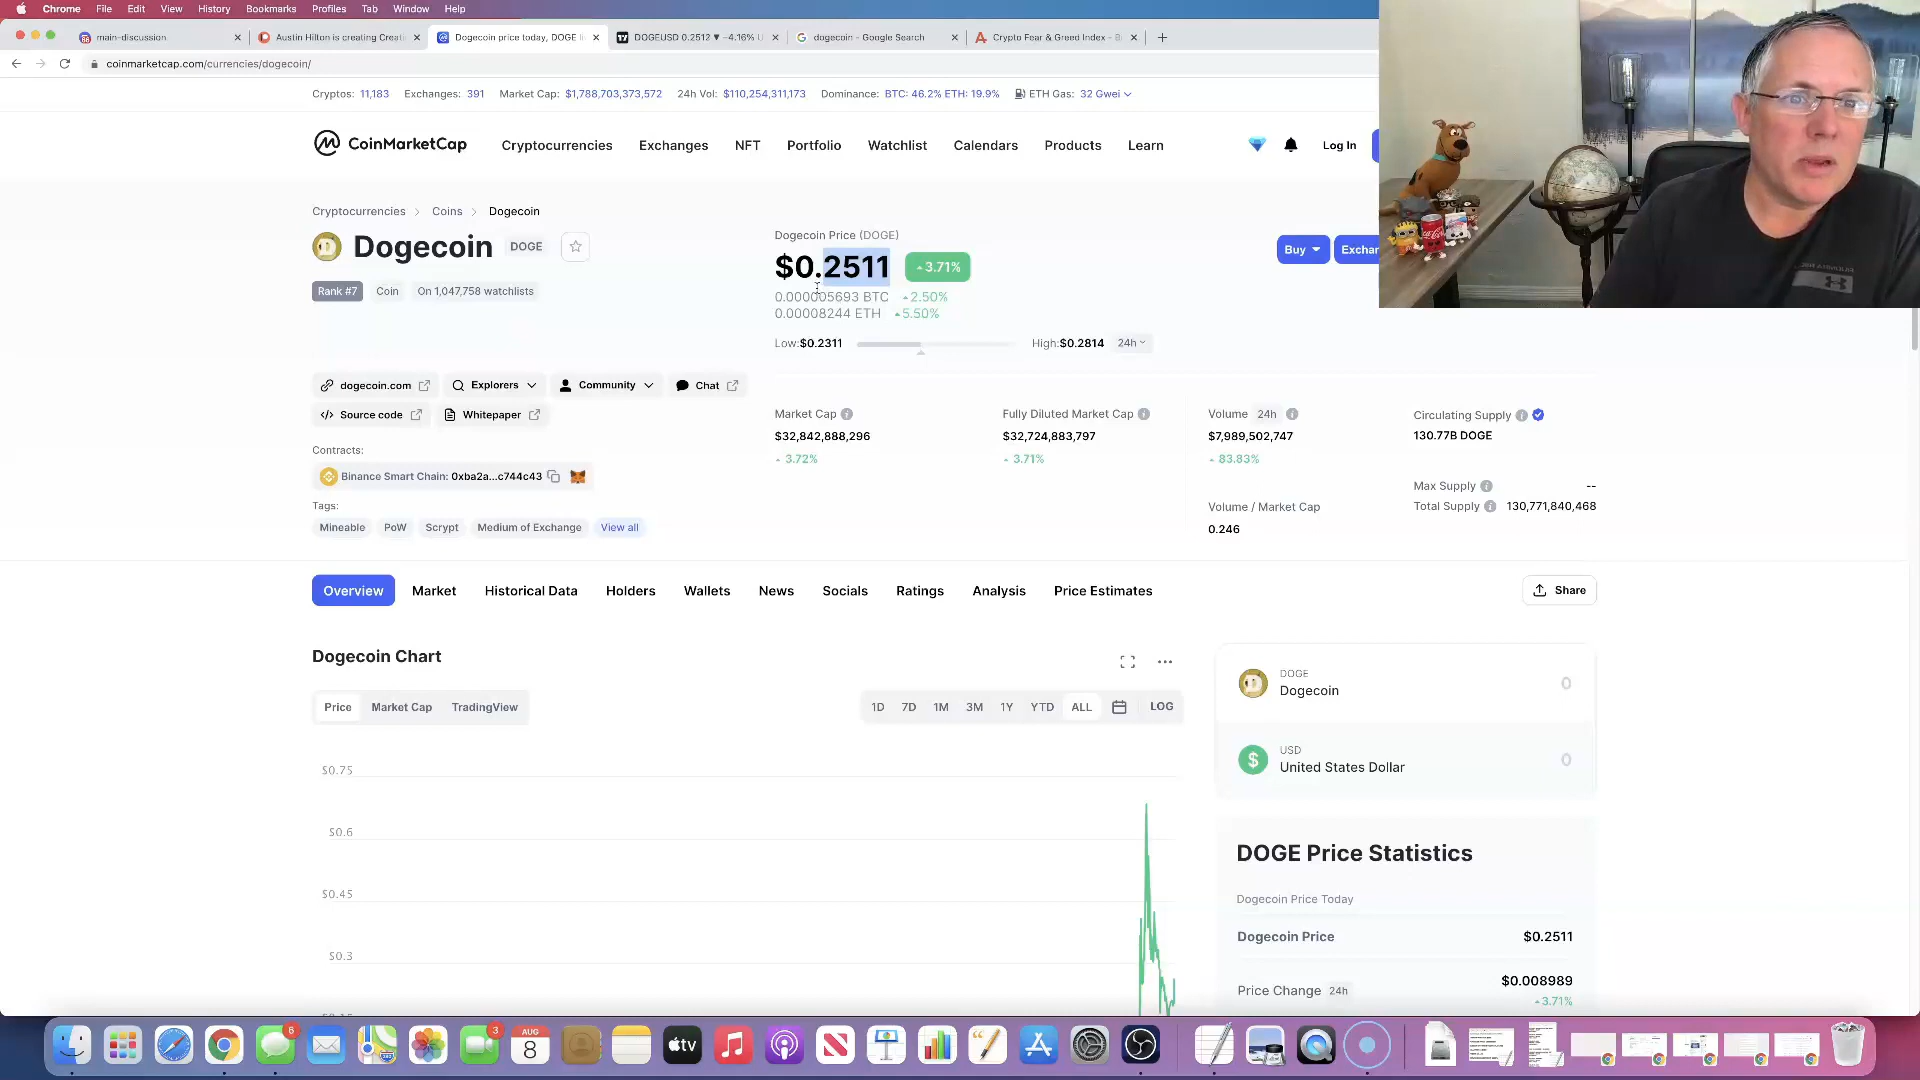 Chrome File Edit View History Bookmarks Profiles Tab Window Help
main-discussion
Austin Hilton is creating Creati
Dogecoin price today, DOGE li
DOGEUSD 0.2512 ▼ −4.16% U
dogecoin - Google Search
Crypto Fear & Greed Index - Bi
coinmarketcap.com/currencies/dogecoin/
Cryptos: 11,183 Exchanges: 391 Market Cap: $1,788,703,373,572 24h Vol: $110,254,311,173 Dominance: BTC: 46.2% ETH: 19.9% ETH Gas: 32 Gwei
CoinMarketCap Cryptocurrencies Exchanges NFT Portfolio Watchlist Calendars Products Learn Log In
Cryptocurrencies > Coins > Dogecoin
Dogecoin DOGE
Rank #7 Coin On 1,047,758 watchlists
Dogecoin Price (DOGE)
$0.2511 3.71%
0.000005693 BTC 2.50%
0.00008244 ETH 5.50%
Low:$0.2311 High:$0.2814 24h
Buy Exchan
dogecoin.com Explorers Community Chat
Source code Whitepaper
Contracts:
Binance Smart Chain: 0xba2a...c744c43
Tags:
Mineable PoW Scrypt Medium of Exchange View all
Market Cap
$32,842,888,296
3.72%
Fully Diluted Market Cap
$32,724,883,797
3.71%
Volume 24h
$7,989,502,747
83.83%
Volume / Market Cap
0.246
Circulating Supply
130.77B DOGE
Max Supply --
Total Supply 130,771,840,468
Overview Market Historical Data Holders Wallets News Socials Ratings Analysis Price Estimates Share
Dogecoin Chart
Price Market Cap TradingView
1D 7D 1M 3M 1Y YTD ALL LOG
$0.75
$0.6
$0.45
$0.3
DOGE
Dogecoin 0
USD
United States Dollar 0
DOGE Price Statistics
Dogecoin Price Today
Dogecoin Price $0.2511
Price Change 24h $0.008989
3.71%
6
3
AUG
8
tv